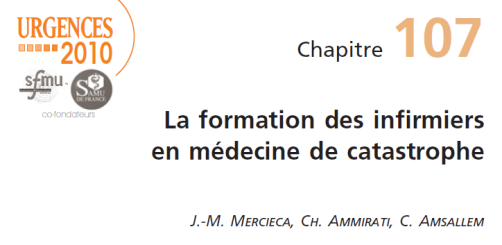 URGENCES
2010
sfmu
SAMU
DE FRANCE
co-fondateurs
Chapitre 107
La formation des infirmiers
en médecine de catastrophe
J.-M. Mercieca, Ch. Ammirati, C. Amsallem